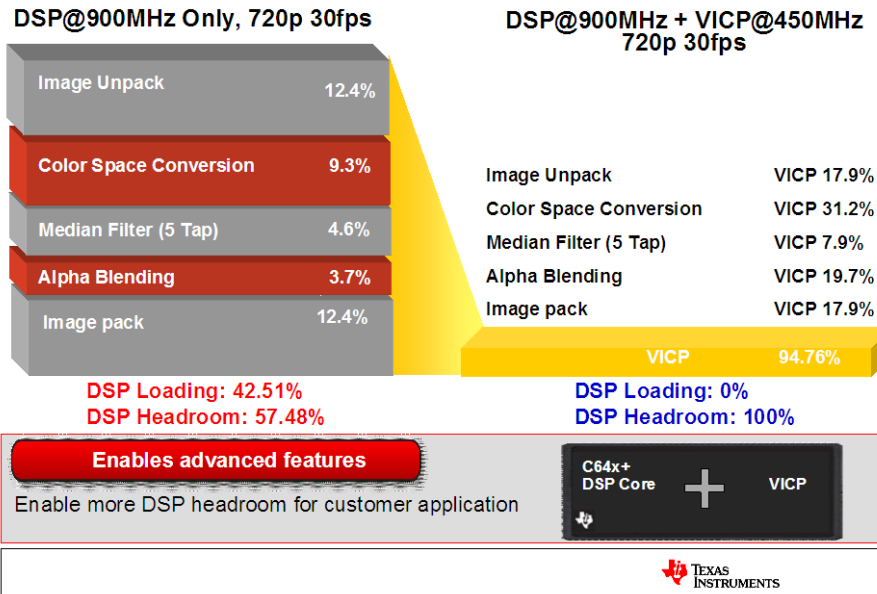 DSP@900MHz Only, 720p 30fps
Image Unpack 12.4%
Color Space Conversion 9.3%
Median Filter (5 Tap) 4.6%
Alpha Blending 3.7%
Image pack 12.4%
DSP Loading: 42.51%
DSP Headroom: 57.48%
DSP@900MHz + VICP@450MHz
720p 30fps
Image Unpack VICP 17.9%
Color Space Conversion VICP 31.2%
Median Filter (5 Tap) VICP 7.9%
Alpha Blending VICP 19.7%
Image pack VICP 17.9%
VICP 94.76%
DSP Loading: 0%
DSP Headroom: 100%
Enables advanced features
Enable more DSP headroom for customer application
C64x+
DSP Core
VICP
TEXAS
INSTRUMENTS